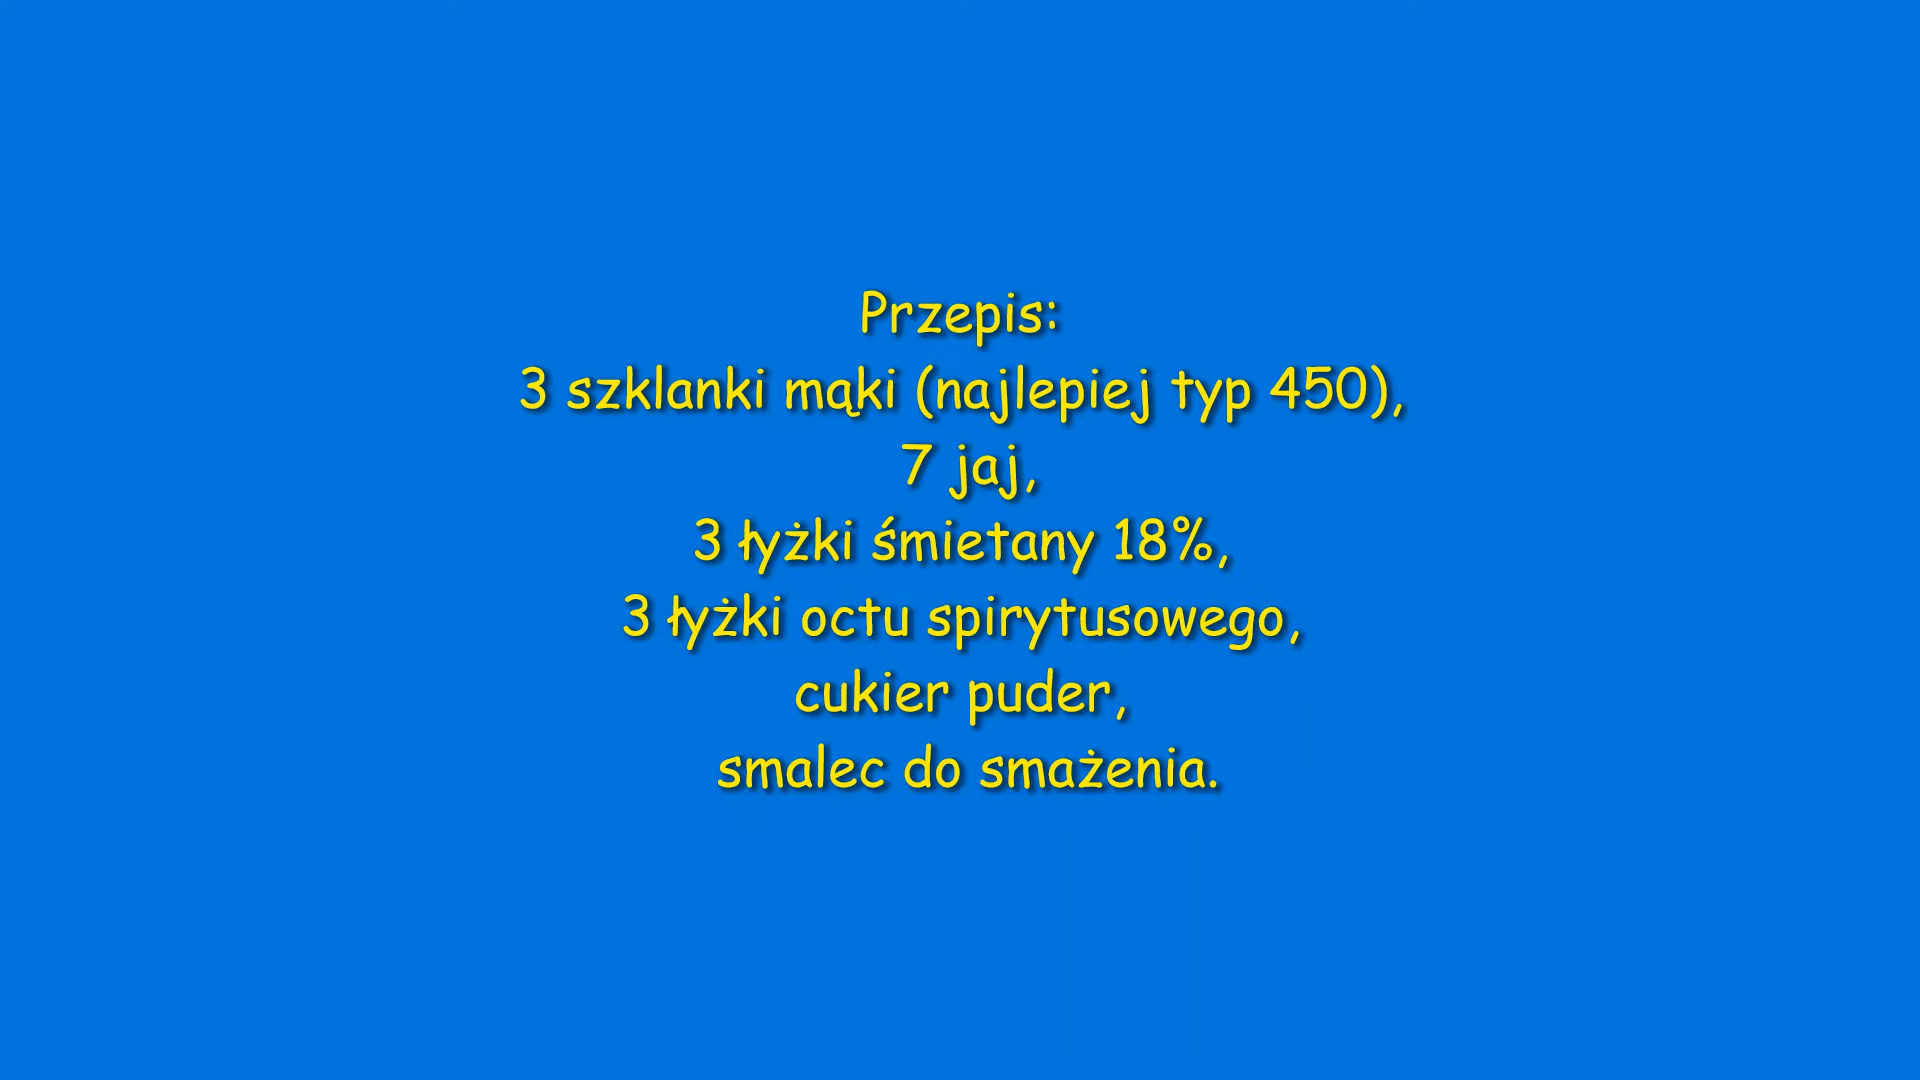 Przepis:
3 szklanki mąki (najlepiej typ 450),
7 jaj,
3 łyżki śmietany 18%,
3 łyżki octu spirytusowego,
cukier puder,
smalec do smażenia.